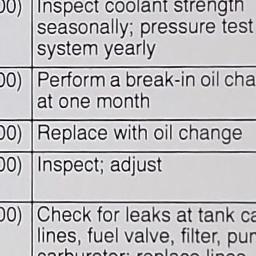 00) Inspect coolant strength
seasonally; pressure test
system yearly
00) Perform a break-in oil cha
at one month
00) Replace with oil change
00) Inspect; adjust
00) Check for leaks at tank ca
lines, fuel valve, filter, pu
carburetor; replace lines